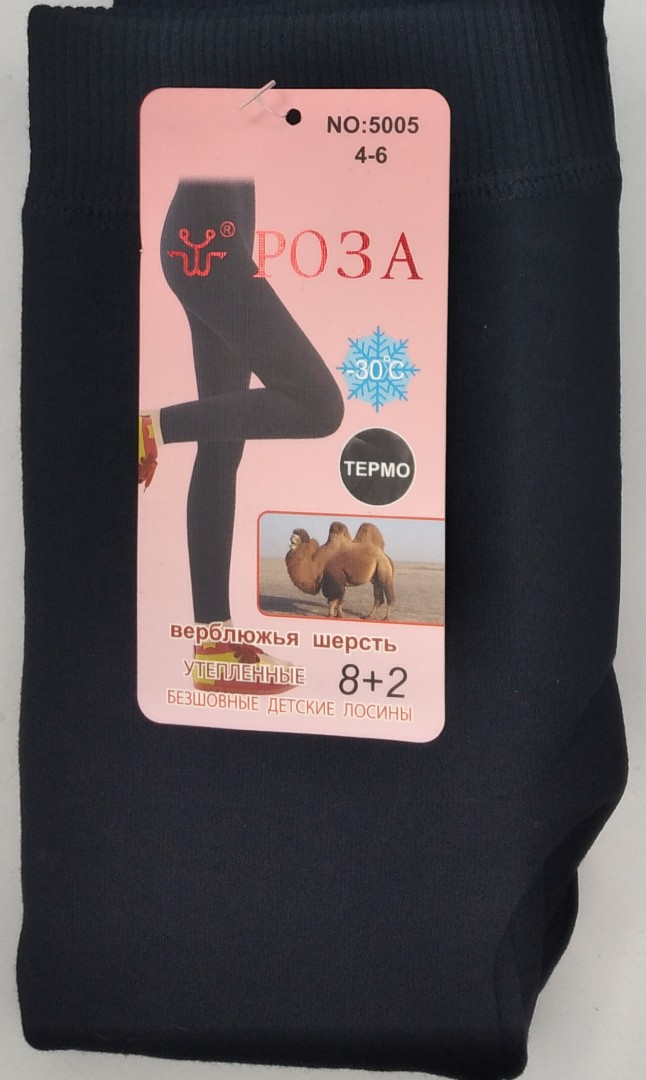 NO:5005
4-6
® РОЗА
-30°C
ТЕРМО
верблюжья шерсть
УТЕПЛЕННЫЕ 8+2
БЕЗШОВНЫЕ ДЕТСКИЕ ЛОСИНЫ